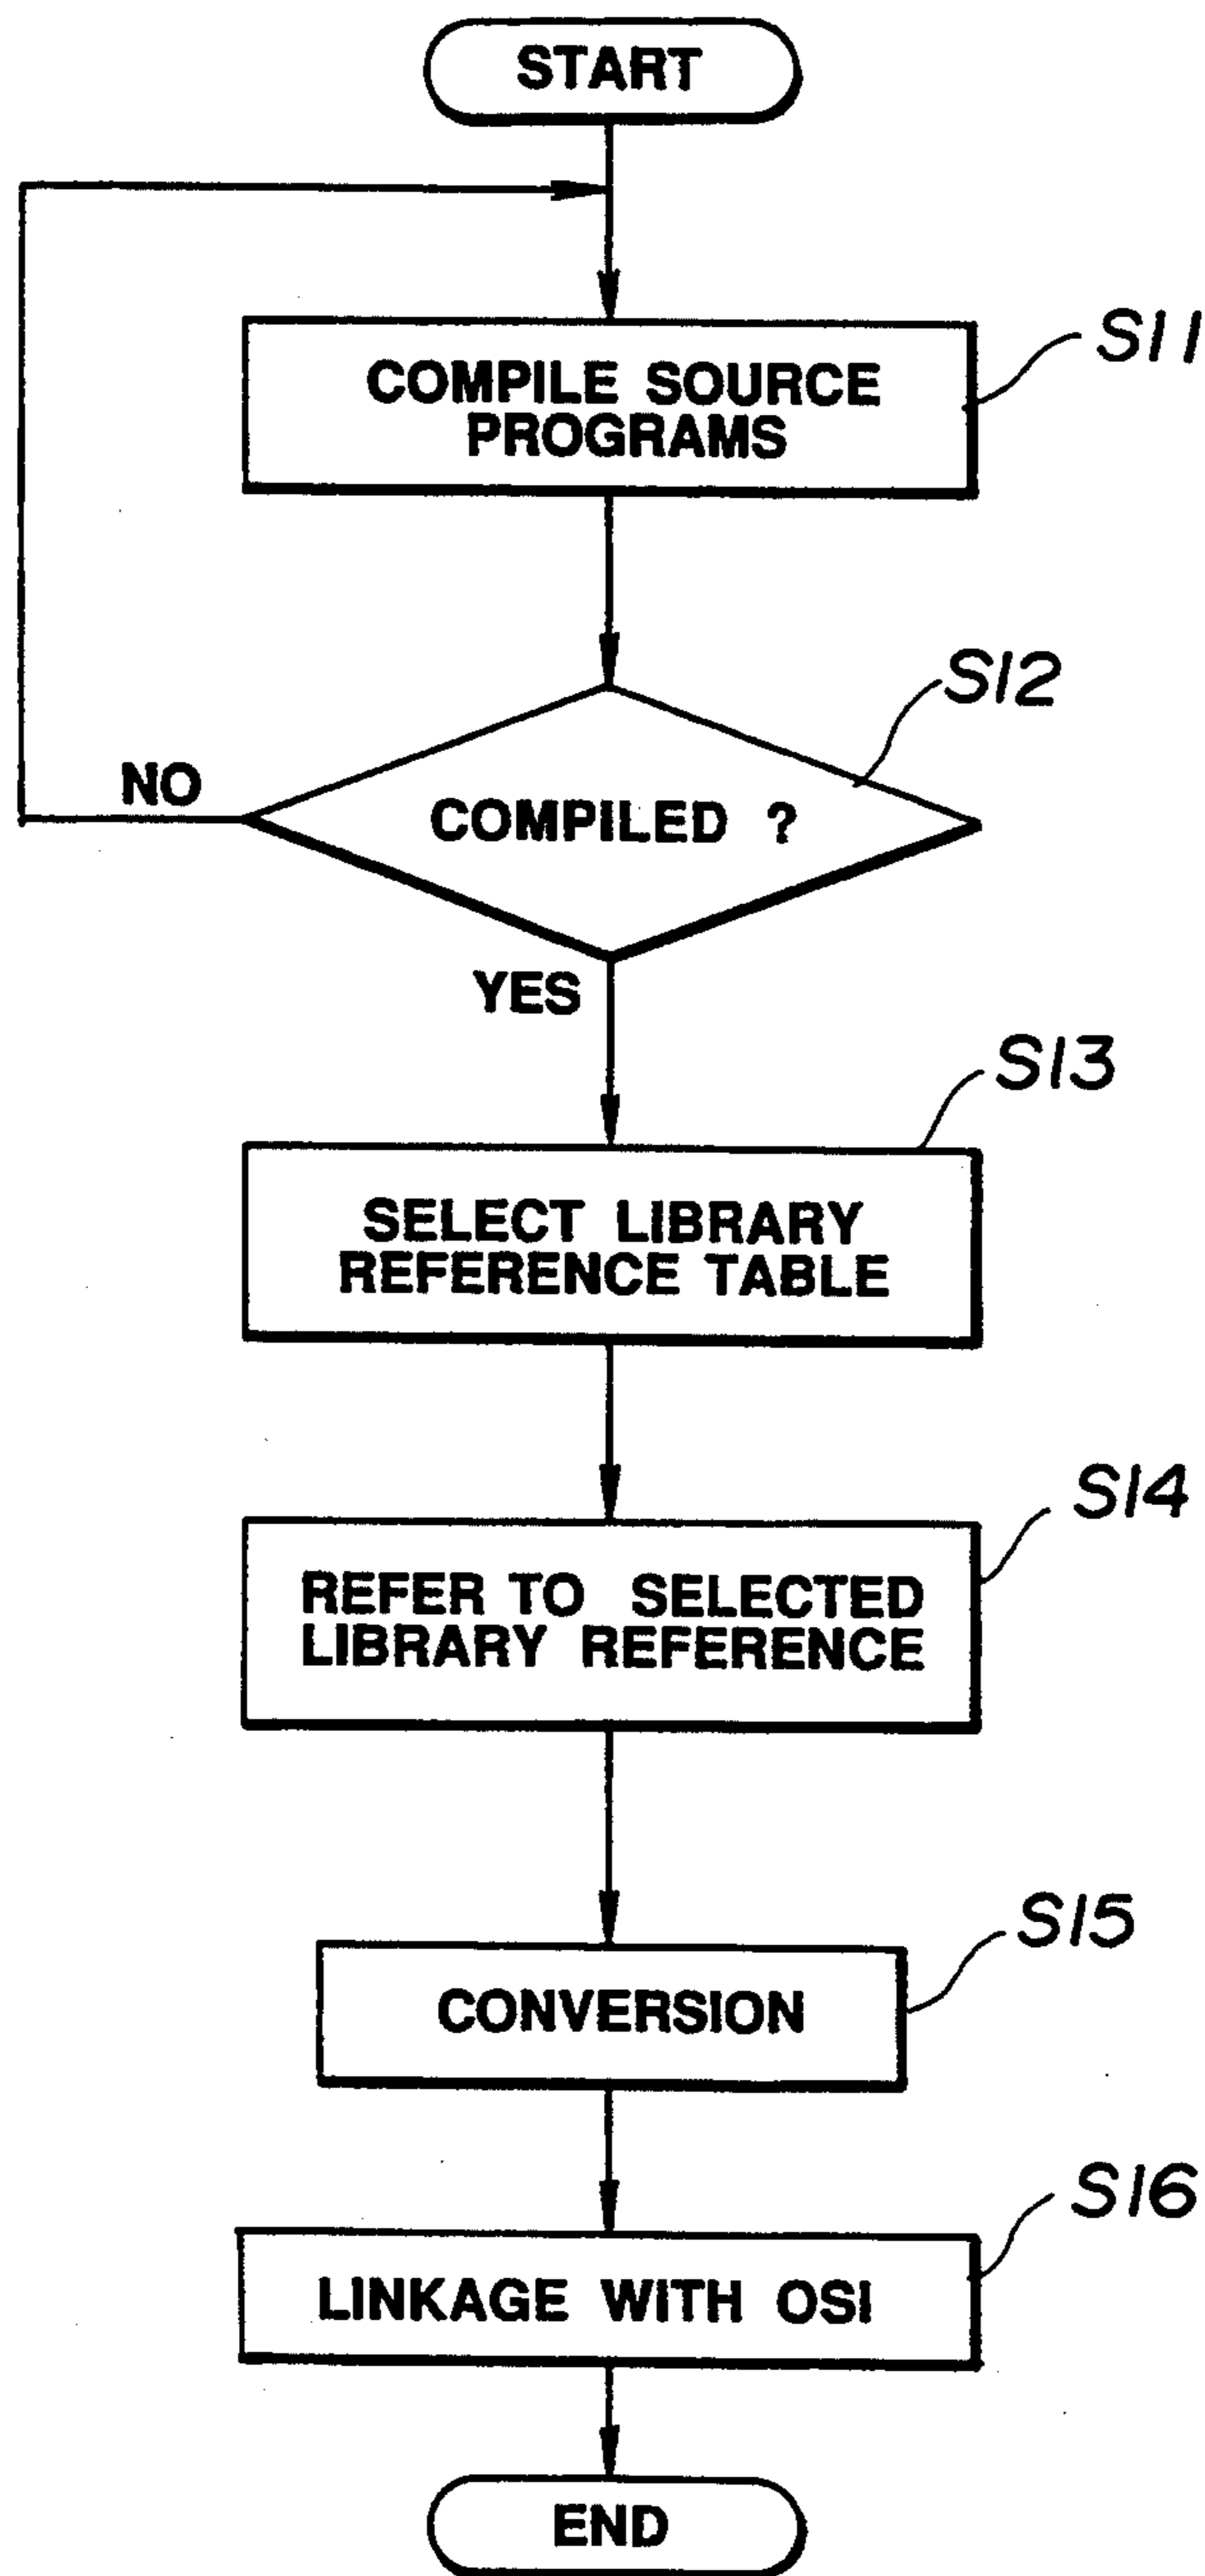 START
S11
COMPILE SOURCE
PROGRAMS
S12
NO
COMPILED ?
YES
S13
SELECT LIBRARY
REFERENCE TABLE
S14
REFER TO SELECTED
LIBRARY REFERENCE
S15
CONVERSION
S16
LINKAGE WITH OSI
END